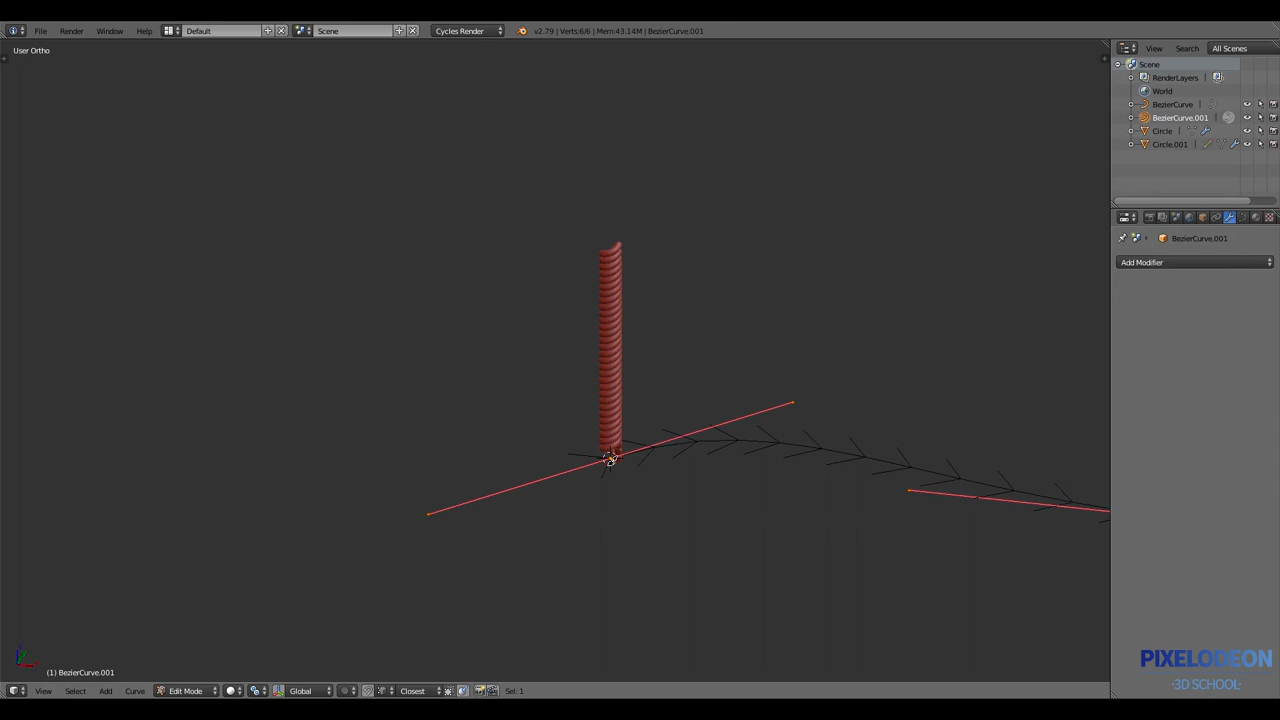 File Render Window Help Default Scene Cycles Render v2.79 | Verts:6/6 | Mem:43.14M | BezierCurve.001
User Ortho
View Search All Scenes
Scene
RenderLayers
World
BezierCurve
BezierCurve.001
Circle
Circle.001
BezierCurve.001
Add Modifier
PIXELODEON
3D SCHOOL
(1) BezierCurve.001
View Select Add Curve Edit Mode Global Closest Sel: 1